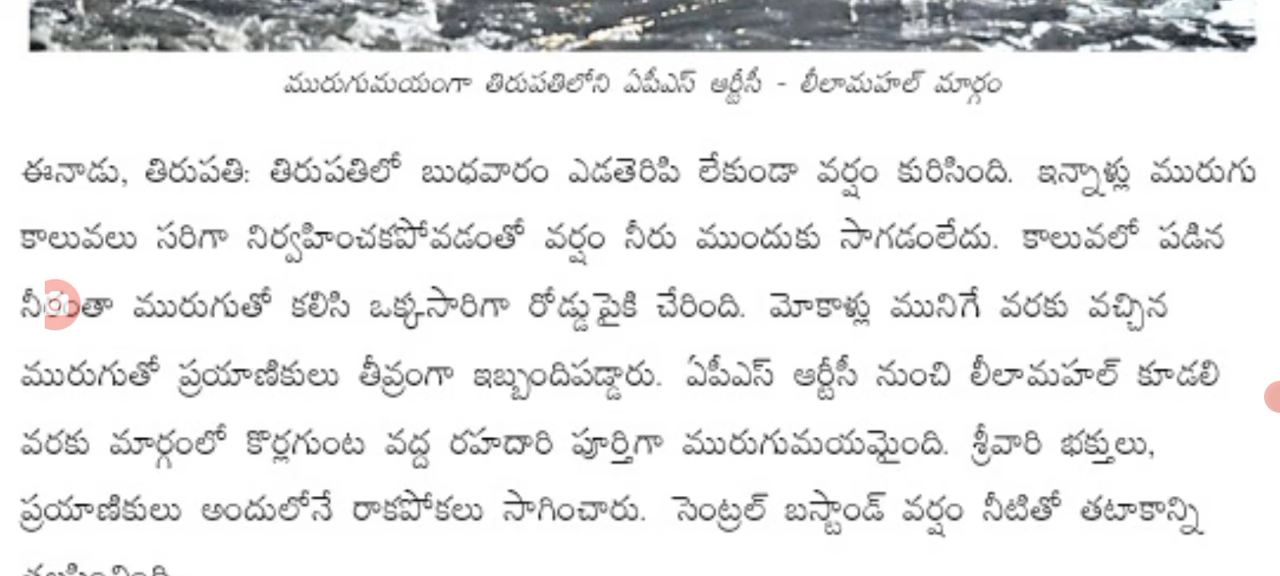 మురుగుమయంగా తిరుపతిలోని ఏపీఎస్ ఆర్టీసీ - లీలామహల్ మార్గం
ఈనాడు, తిరుపతి: తిరుపతిలో బుధవారం ఎడతెరిపి లేకుండా వర్షం కురిసింది. ఇన్నాళ్లు మురుగు
కాలువలు సరిగా నిర్వహించకపోవడంతో వర్షం నీరు ముందుకు సాగడంలేదు. కాలువలో పడిన
నీరంతా మురుగుతో కలిసి ఒక్కసారిగా రోడ్డుపైకి చేరింది. మోకాళ్లు మునిగే వరకు వచ్చిన
మురుగుతో ప్రయాణికులు తీవ్రంగా ఇబ్బందిపడ్డారు. ఏపీఎస్ ఆర్టీసీ నుంచి లీలామహల్ కూడలి
వరకు మార్గంలో కొర్లగుంట వద్ద రహదారి పూర్తిగా మురుగుమయమైంది. శ్రీవారి భక్తులు,
ప్రయాణికులు అందులోనే రాకపోకలు సాగించారు. సెంట్రల్ బస్టాండ్ వర్షం నీటితో తటాకాన్ని